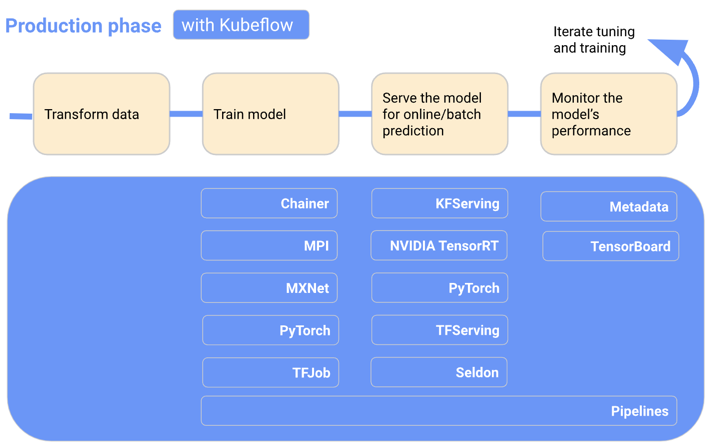 Production phase
with Kubeflow
Iterate tuning
and training
Transform data
Train model
Serve the model
for online/batch
prediction
Monitor the
model's
performance
Chainer
KFServing
Metadata
MPI
NVIDIA TensorRT
TensorBoard
MXNet
PyTorch
PyTorch
TFServing
TFJob
Seldon
Pipelines